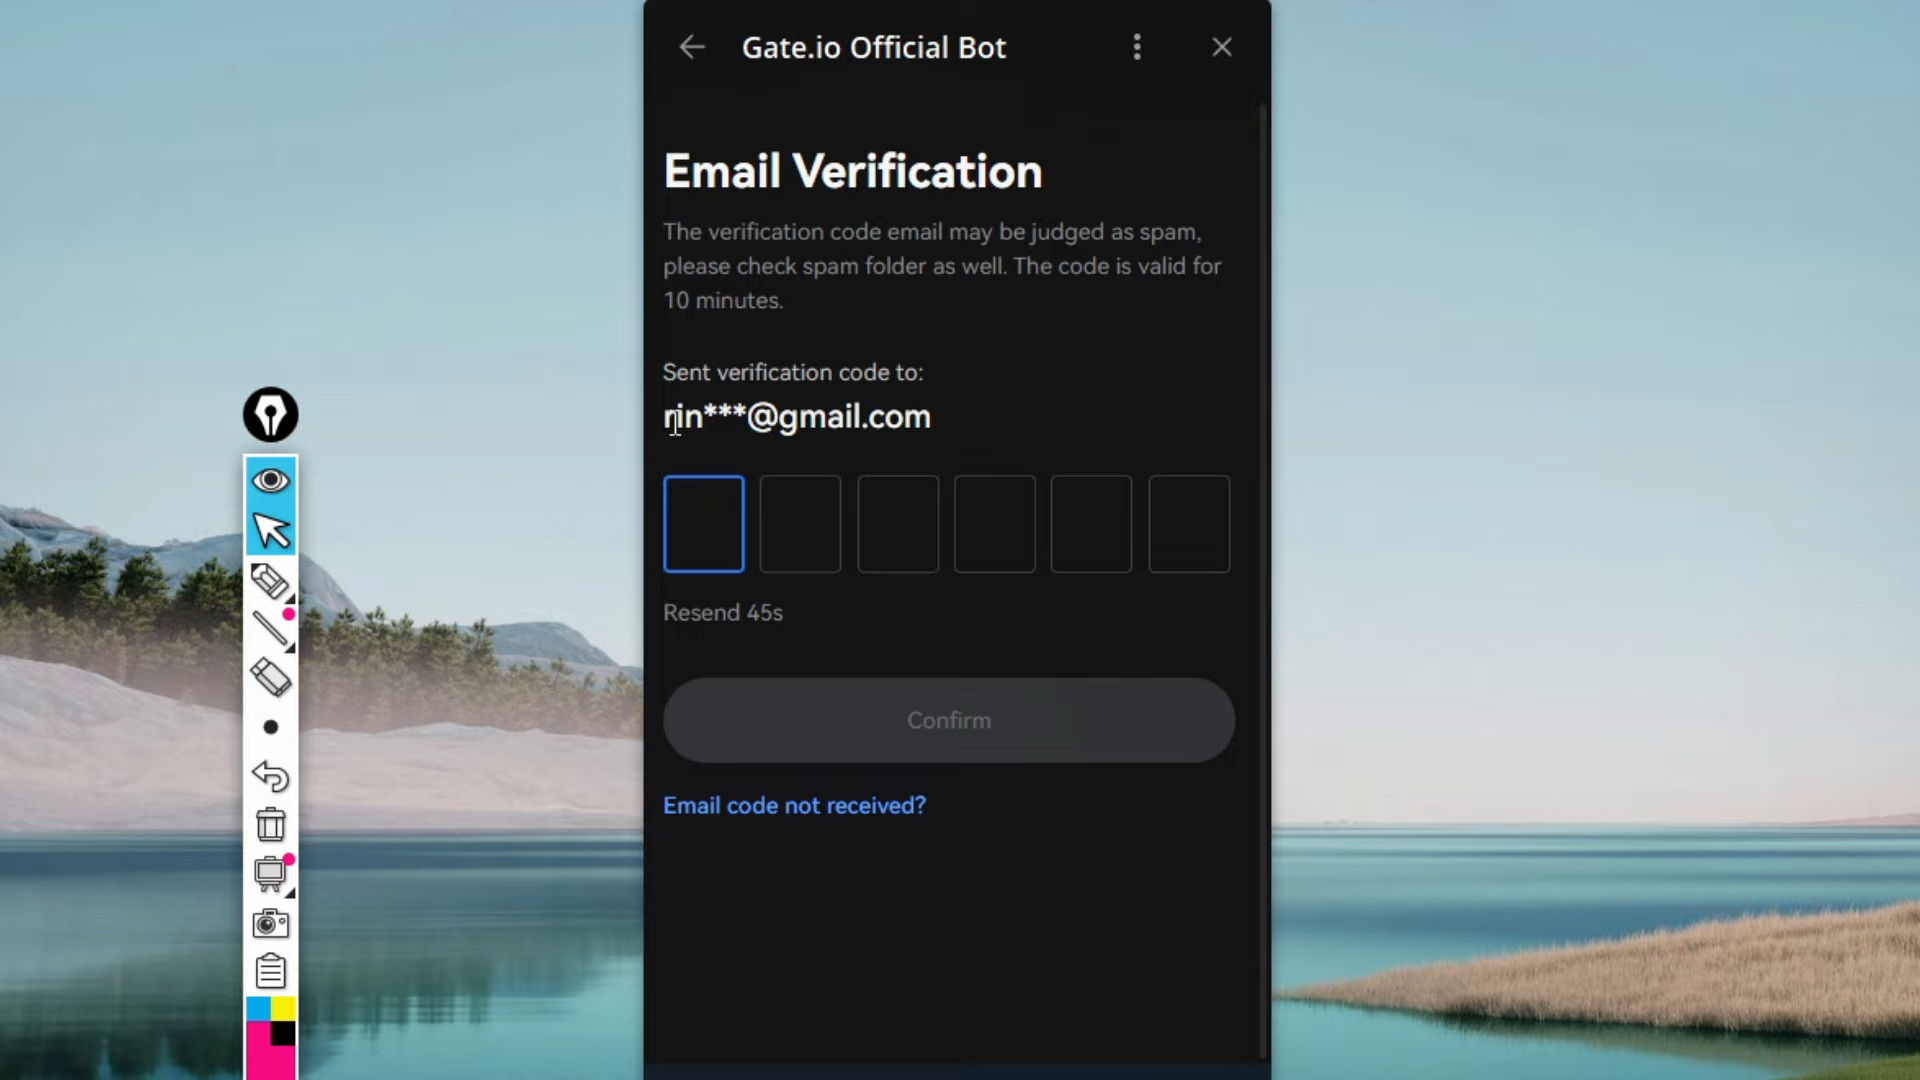 Gate.io Official Bot
Email Verification
The verification code email may be judged as spam,
please check spam folder as well. The code is valid for
10 minutes.
Sent verification code to:
rin***@gmail.com
Resend 45s
Confirm
Email code not received?